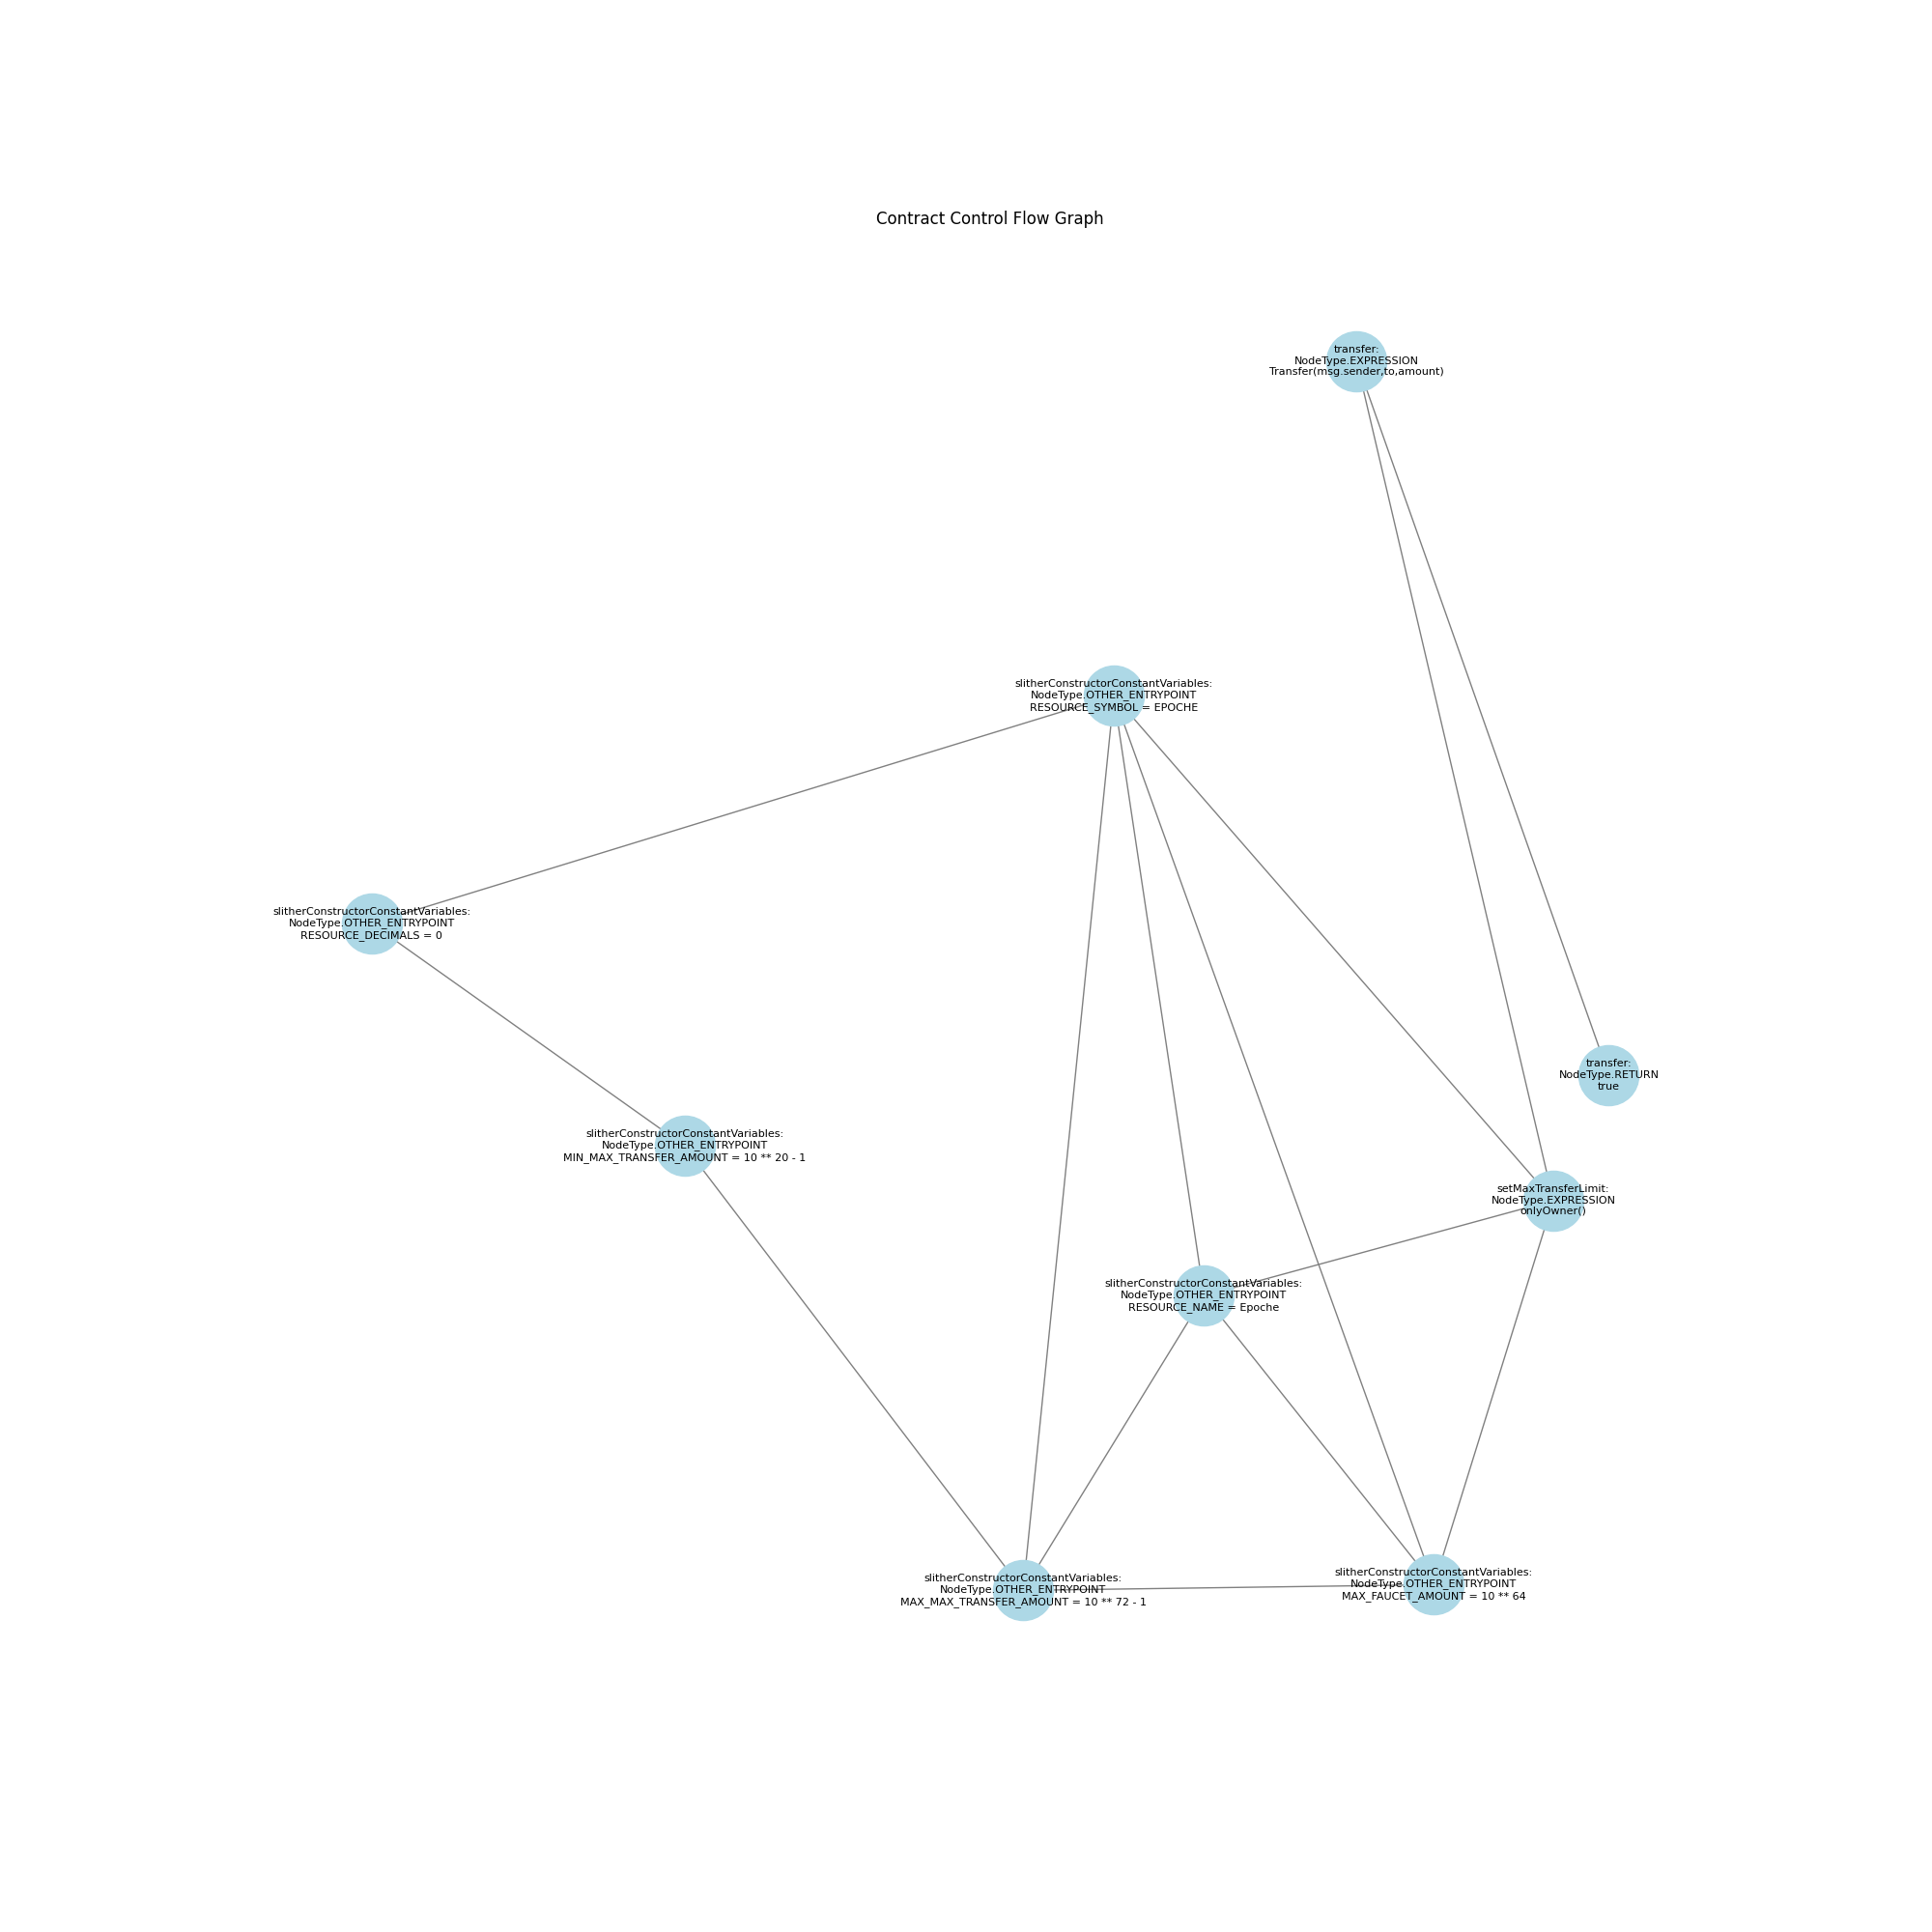 Contract Control Flow Graph
transfer:
NodeType.EXPRESSION
Transfer(msg.sender,to,amount)
slitherConstructorConstantVariables:
NodeType.OTHER_ENTRYPOINT
RESOURCE_SYMBOL = EPOCHE
slitherConstructorConstantVariables:
NodeType.OTHER_ENTRYPOINT
RESOURCE_DECIMALS = 0
transfer:
NodeType.RETURN
true
slitherConstructorConstantVariables:
NodeType.OTHER_ENTRYPOINT
MIN_MAX_TRANSFER_AMOUNT = 10 ** 20 - 1
setMaxTransferLimit:
NodeType.EXPRESSION
onlyOwner()
slitherConstructorConstantVariables:
NodeType.OTHER_ENTRYPOINT
RESOURCE_NAME = Epoche
slitherConstructorConstantVariables:
NodeType.OTHER_ENTRYPOINT
MAX_MAX_TRANSFER_AMOUNT = 10 ** 72 - 1
slitherConstructorConstantVariables:
NodeType.OTHER_ENTRYPOINT
MAX_FAUCET_AMOUNT = 10 ** 64